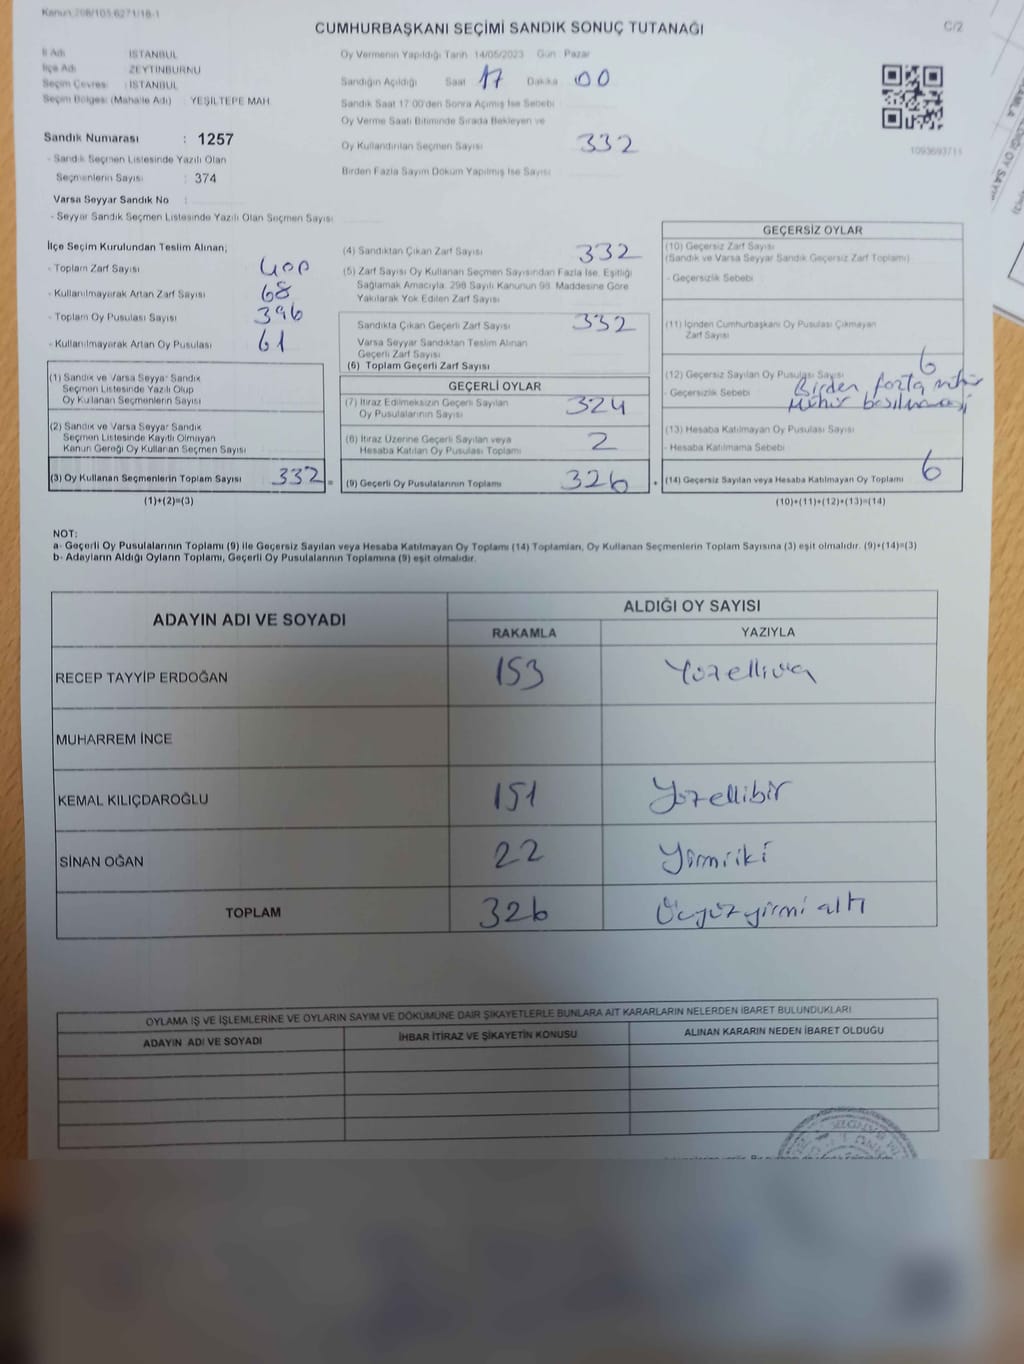 Kanun 298/105 6271/18-1
CUMHURBAŞKANI SEÇİMİ SANDIK SONUÇ TUTANAĞI
C/2
İl Adı : İSTANBUL
İlçe Adı : ZEYTİNBURNU
Seçim Çevresi : İSTANBUL
Seçim Bölgesi (Mahalle Adı) : YEŞİLTEPE MAH.
Sandık Numarası : 1257
- Sandık Seçmen Listesinde Yazılı Olan
Seçmenlerin Sayısı : 374
Varsa Seyyar Sandık No :
- Seyyar Sandık Seçmen Listesinde Yazılı Olan Seçmen Sayısı
Oy Vermenin Yapıldığı Tarih 14/05/2023 Gün Pazar
Sandığın Açıldığı Saat 17 Dakika 00
Sandık Saat 17:00'den Sonra Açılmış İse Sebebi
Oy Verme Saati Bitiminde Sırada Bekleyen ve
Oy Kullandırılan Seçmen Sayısı 332
Birden Fazla Sayım Döküm Yapılmış İse Sayısı
1093693711
İlçe Seçim Kurulundan Teslim Alınan;
- Toplam Zarf Sayısı 400
- Kullanılmayarak Artan Zarf Sayısı 68
- Toplam Oy Pusulası Sayısı 396
- Kullanılmayarak Artan Oy Pusulası 61
(1) Sandık ve Varsa Seyyar Sandık
Seçmen Listesinde Yazılı Olup
Oy Kullanan Seçmenlerin Sayısı
(2) Sandık ve Varsa Seyyar Sandık
Seçmen Listesinde Kayıtlı Olmayan
Kanun Gereği Oy Kullanan Seçmen Sayısı
(3) Oy Kullanan Seçmenlerin Toplam Sayısı 332 =
(1)+(2)=(3)
(4) Sandıktan Çıkan Zarf Sayısı 332
(5) Zarf Sayısı Oy Kullanan Seçmen Sayısından Fazla İse, Eşitliği
Sağlamak Amacıyla, 298 Sayılı Kanunun 98. Maddesine Göre
Yakılarak Yok Edilen Zarf Sayısı
Sandıkta Çıkan Geçerli Zarf Sayısı 332
Varsa Seyyar Sandıktan Teslim Alınan
Geçerli Zarf Sayısı
(6) Toplam Geçerli Zarf Sayısı
GEÇERLİ OYLAR
(7) İtiraz Edilmeksizin Geçerli Sayılan
Oy Pusulalarının Sayısı 324
(8) İtiraz Üzerine Geçerli Sayılan veya
Hesaba Katılan Oy Pusulası Toplamı 2
(9) Geçerli Oy Pusulalarının Toplamı 326 +
GEÇERSİZ OYLAR
(10) Geçersiz Zarf Sayısı
(Sandık ve Varsa Seyyar Sandık Geçersiz Zarf Toplamı)
- Geçersizlik Sebebi
(11) İçinden Cumhurbaşkanı Oy Pusulası Çıkmayan
Zarf Sayısı
(12) Geçersiz Sayılan Oy Pusulası Sayısı 6
- Geçersizlik Sebebi Birden fazla mühür
Mühür basılmaması
(13) Hesaba Katılmayan Oy Pusulası Sayısı
- Hesaba Katılmama Sebebi
(14) Geçersiz Sayılan veya Hesaba Katılmayan Oy Toplamı 6
(10)+(11)+(12)+(13)=(14)
NOT:
a- Geçerli Oy Pusulalarının Toplamı (9) ile Geçersiz Sayılan veya Hesaba Katılmayan Oy Toplamı (14) Toplamları, Oy Kullanan Seçmenlerin Toplam Sayısına (3) eşit olmalıdır. (9)+(14)=(3)
b- Adayların Aldığı Oyların Toplamı, Geçerli Oy Pusulalarının Toplamına (9) eşit olmalıdır.
ADAYIN ADI VE SOYADI ALDIĞI OY SAYISI
RAKAMLA YAZIYLA
RECEP TAYYİP ERDOĞAN 153 Yüzelliüç
MUHARREM İNCE
KEMAL KILIÇDAROĞLU 151 Yüzellibir
SİNAN OĞAN 22 Yirmiiki
TOPLAM 326 Üçyüzyirmi altı
OYLAMA İŞ VE İŞLEMLERİNE VE OYLARIN SAYIM VE DÖKÜMÜNE DAİR ŞİKAYETLERLE BUNLARA AİT KARARLARIN NELERDEN İBARET BULUNDUKLARI
ADAYIN ADI VE SOYADI İHBAR İTİRAZ VE ŞİKAYETİN KONUSU ALINAN KARARIN NEDEN İBARET OLDUĞU